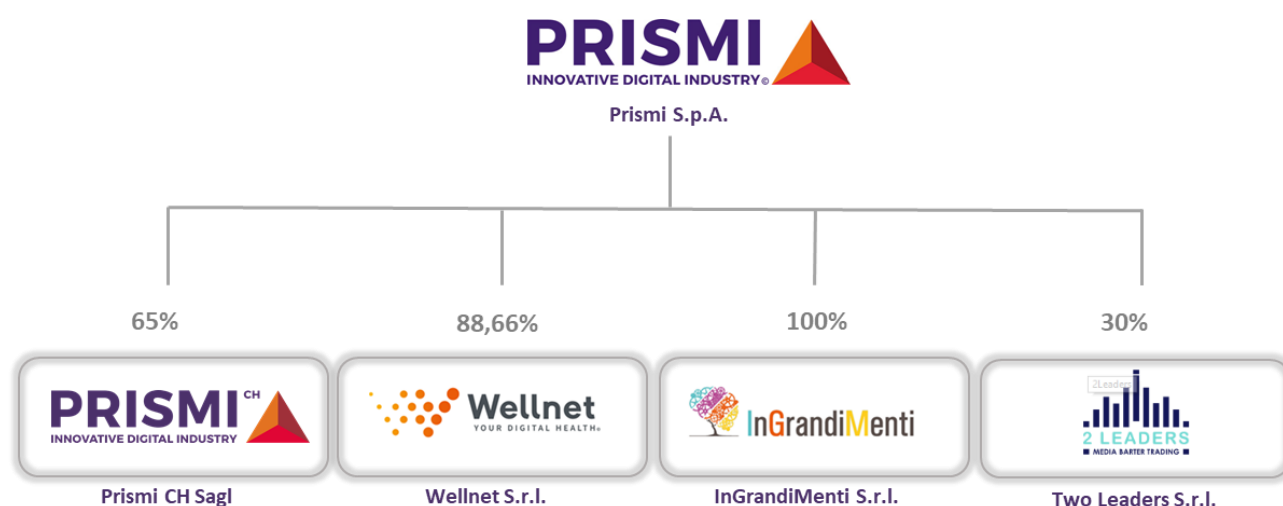 PRISMI
INNOVATIVE DIGITAL INDUSTRY©
Prismi S.p.A.
65%
88,66%
100%
30%
PRISMI CH
INNOVATIVE DIGITAL INDUSTRY
Wellnet
YOUR DIGITAL HEALTH®
InGrandiMenti
2Leaders
2 LEADERS
MEDIA BARTER TRADING
Prismi CH Sagl
Wellnet S.r.l.
InGrandiMenti S.r.l.
Two Leaders S.r.l.